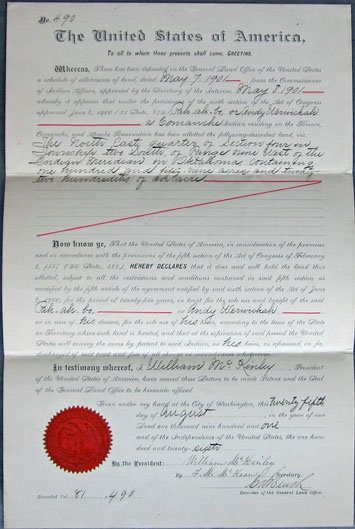 No. 490
The United States of America,
To all to whom these presents shall come, GREETING:
Whereas, There has been deposited in the General Land Office of the United States
a schedule of allotments of land, dated May 7, 1901 from the Commissioner
of Indian Affairs, approved by the Secretary of the Interior, May 8, 1901
whereby it appears that under the provisions of the sixth section of the Act of Congress
approved June 6, 1900 (31 Stat., 672) Pah-ah-bo or Andy Werwickah
a Comanche Indian residing on the Kiowa,
Comanche, and Apache Reservation has been allotted the following-described land, viz:
The North East quarter of Section four in
Township two South of Range nine West of the
Indian Meridian in Oklahoma containing
one hundred and fifty nine acres and twenty
two hundredths of an acre
Now know ye, That the United States of America, in consideration of the premises
and in accordance with the provisions of the fifth section of the Act of Congress of February
8, 1887 (24 Stat., 388), HEREBY DECLARES that it does and will hold the land thus
allotted, subject to all the restrictions and conditions contained in said fifth section as
modified by the fifth article of the agreement ratified by said sixth section of the Act of June
6, 1900, for the period of twenty-five years, in trust for the sole use and benefit of the said
Pah-ah-bo or Andy Werwickah
or in case of his decease, for the sole use of his heirs, according to the laws of the State
or Territory where such land is located, and that at the expiration of said period the United
States will convey the same by patent to said Indian, or his heirs, as aforesaid, in fee,
discharged of said trust and free of all charge or incumbrance whatsoever.
In testimony whereof, I William McKinley President
of the United States of America, have caused these Letters to be made Patent and the Seal
of the General Land Office to be hereunto affixed.
Given under my hand at the City of Washington, this twenty fifth
day of August in the year of our
Lord one thousand nine hundred and one
and of the Independence of the United States, the one hun-
dred and twenty-sixth
By the President: William McKinley
By F. M. McKean Secretary.
Recorder of the General Land Office.
Recorded Vol. 81 490